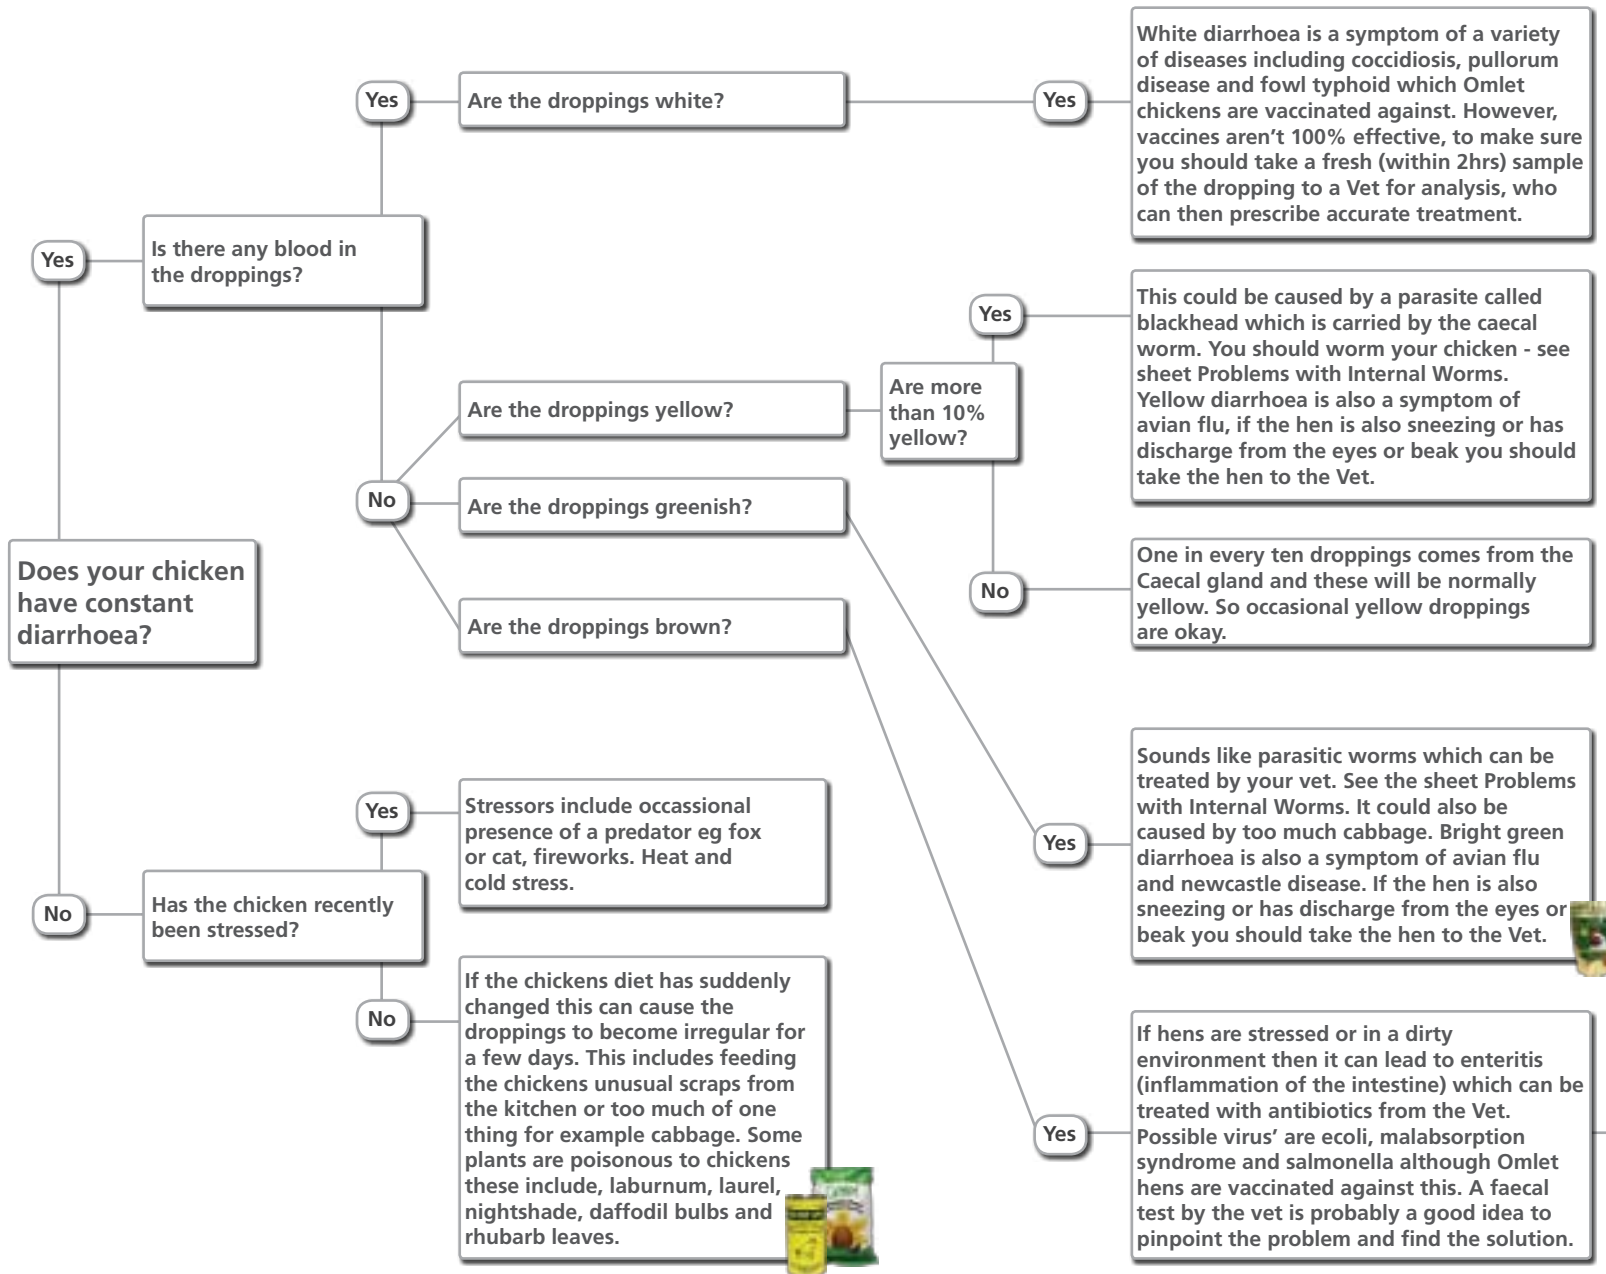 Does your chicken
have constant
diarrhoea?
Yes
Is there any blood in
the droppings?
Yes
Are the droppings white?
Yes
White diarrhoea is a symptom of a variety
of diseases including coccidiosis, pullorum
disease and fowl typhoid which Omlet
chickens are vaccinated against. However,
vaccines aren’t 100% effective, to make sure
you should take a fresh (within 2hrs) sample
of the dropping to a Vet for analysis, who
can then prescribe accurate treatment.
No
Are the droppings yellow?
Are more
than 10%
yellow?
Yes
This could be caused by a parasite called
blackhead which is carried by the caecal
worm. You should worm your chicken - see
sheet Problems with Internal Worms.
Yellow diarrhoea is also a symptom of
avian flu, if the hen is also sneezing or has
discharge from the eyes or beak you should
take the hen to the Vet.
No
One in every ten droppings comes from the
Caecal gland and these will be normally
yellow. So occasional yellow droppings
are okay.
Are the droppings greenish?
Yes
Sounds like parasitic worms which can be
treated by your vet. See the sheet Problems
with Internal Worms. It could also be
caused by too much cabbage. Bright green
diarrhoea is also a symptom of avian flu
and newcastle disease. If the hen is also
sneezing or has discharge from the eyes or
beak you should take the hen to the Vet.
Are the droppings brown?
Yes
If hens are stressed or in a dirty
environment then it can lead to enteritis
(inflammation of the intestine) which can be
treated with antibiotics from the Vet.
Possible virus’ are ecoli, malabsorption
syndrome and salmonella although Omlet
hens are vaccinated against this. A faecal
test by the vet is probably a good idea to
pinpoint the problem and find the solution.
No
Has the chicken recently
been stressed?
Yes
Stressors include occassional
presence of a predator eg fox
or cat, fireworks. Heat and
cold stress.
No
If the chickens diet has suddenly
changed this can cause the
droppings to become irregular for
a few days. This includes feeding
the chickens unusual scraps from
the kitchen or too much of one
thing for example cabbage. Some
plants are poisonous to chickens
these include, laburnum, laurel,
nightshade, daffodil bulbs and
rhubarb leaves.